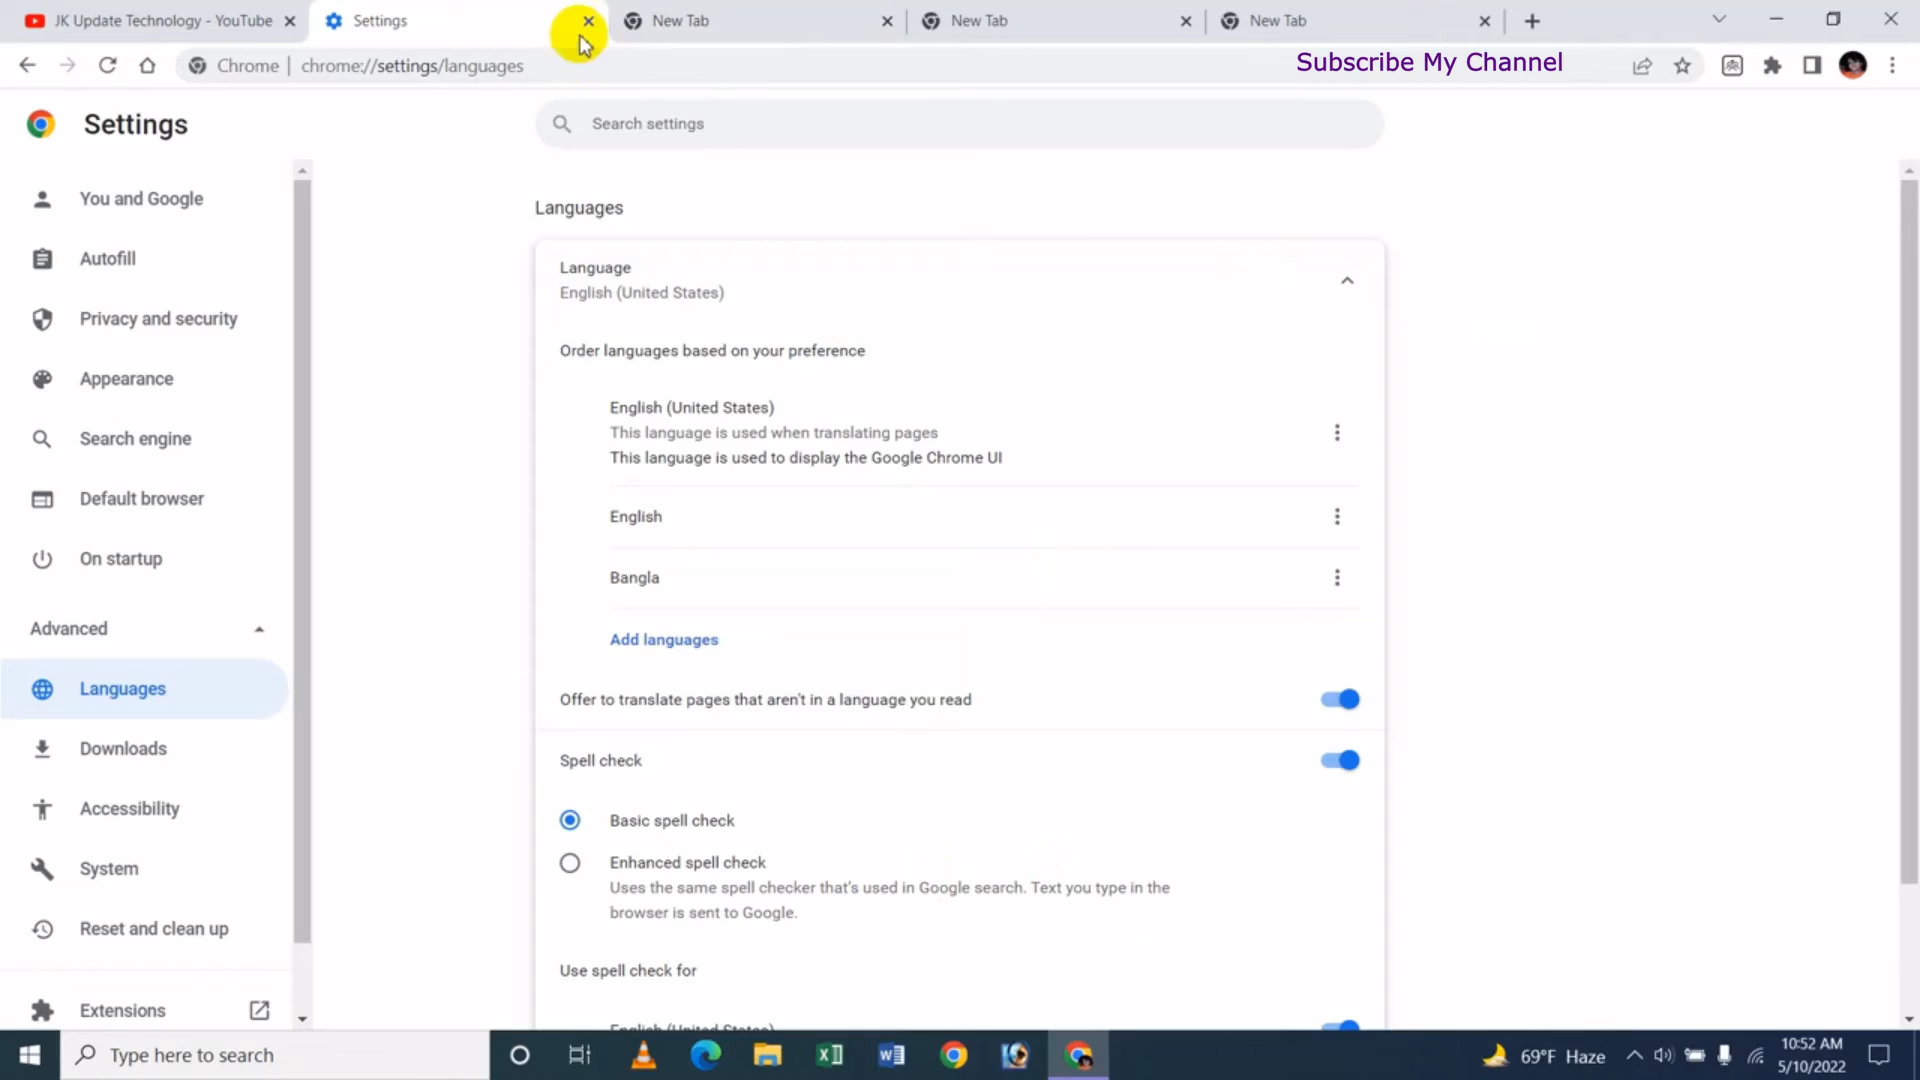 JK Update Technology - YouTube
Settings
New Tab
New Tab
New Tab
Chrome | chrome://settings/languages
Subscribe My Channel
Settings
Search settings
You and Google
Autofill
Privacy and security
Appearance
Search engine
Default browser
On startup
Advanced
Languages
Downloads
Accessibility
System
Reset and clean up
Extensions
Languages
Language
English (United States)
Order languages based on your preference
English (United States)
This language is used when translating pages
This language is used to display the Google Chrome UI
English
Bangla
Add languages
Offer to translate pages that aren't in a language you read
Spell check
Basic spell check
Enhanced spell check
Uses the same spell checker that's used in Google search. Text you type in the
browser is sent to Google.
Use spell check for
English (United States)
Type here to search
69°F Haze
10:52 AM
5/10/2022